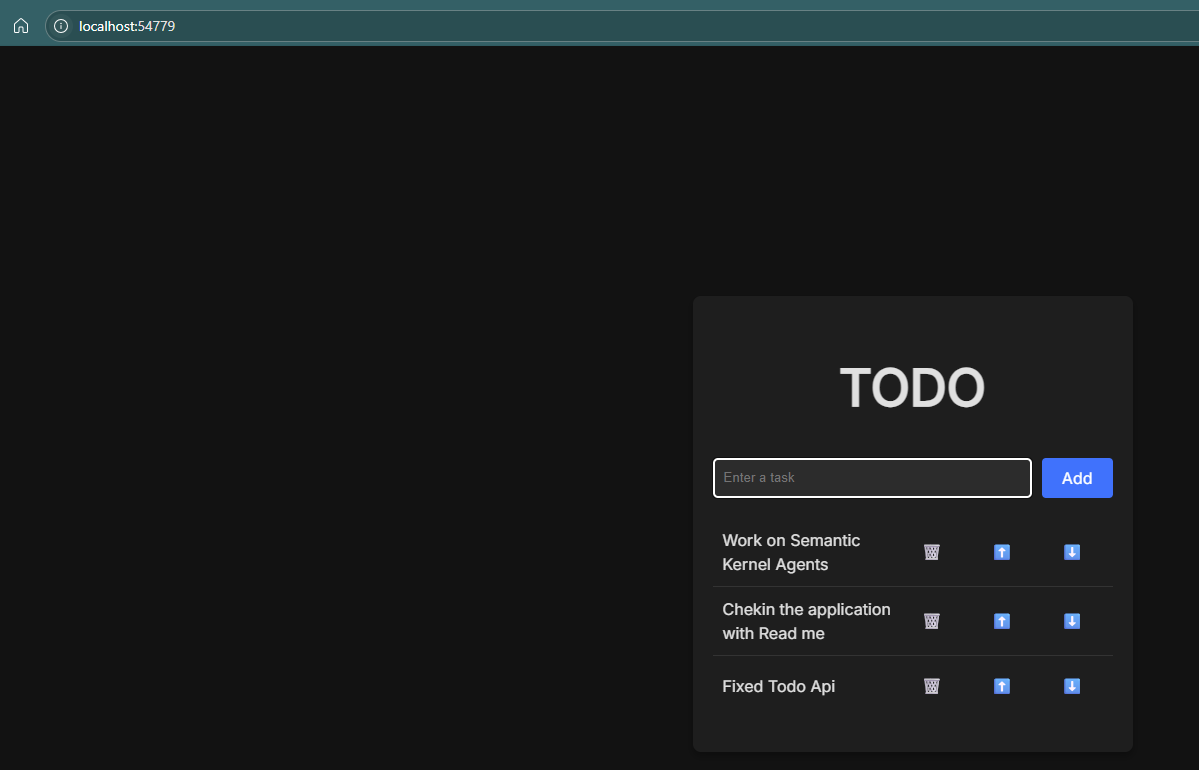 localhost:54779
TODO
Enter a task
Add
Work on Semantic
Kernel Agents
Chekin the application
with Read me
Fixed Todo Api